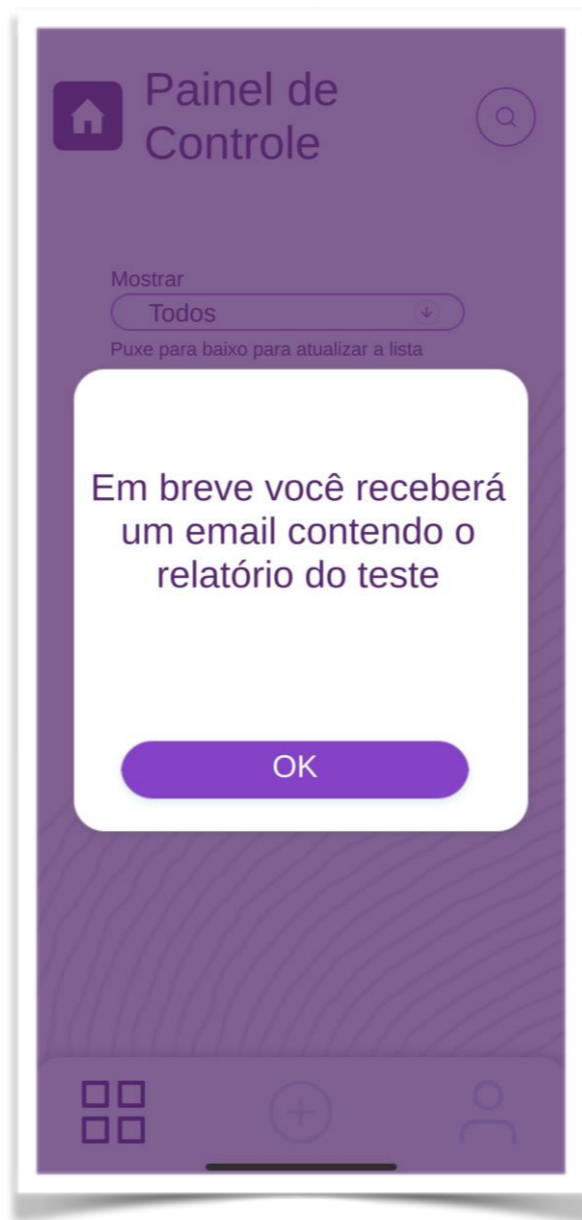 Painel de
Controle
Mostrar
Todos
Puxe para baixo para atualizar a lista
Em breve você receberá
um email contendo o
relatório do teste
OK